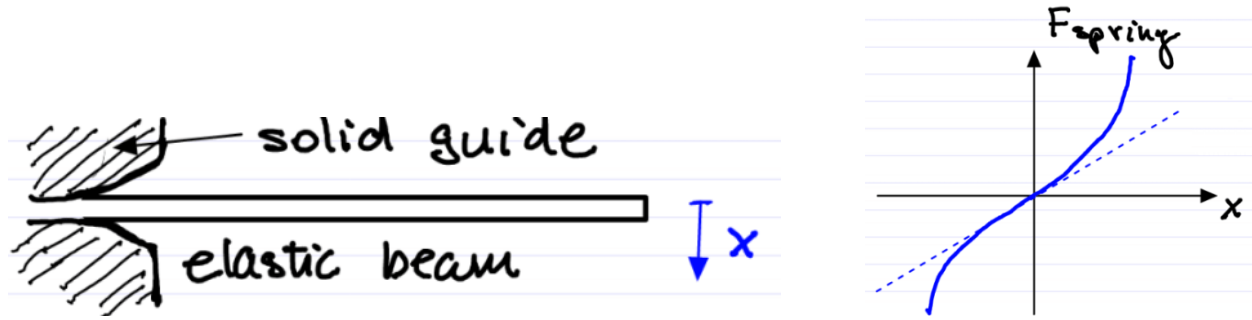 solid guide
elastic beam
x
Fspring
x